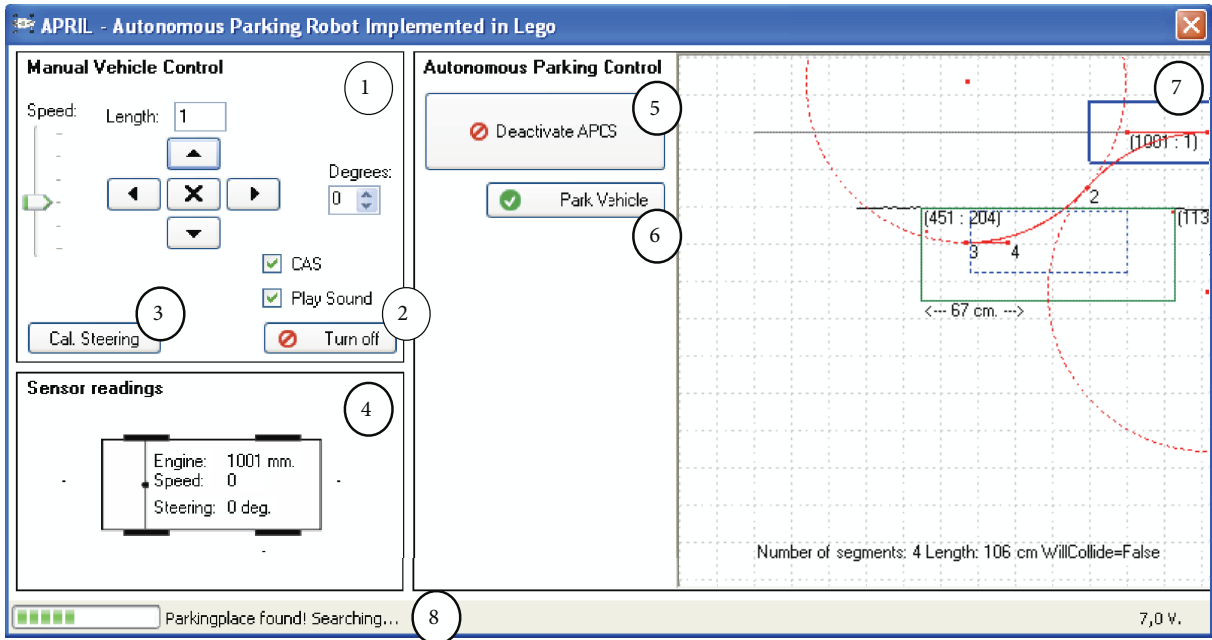 APRIL - Autonomous Parking Robot Implemented in Lego
Manual Vehicle Control
1
Speed:
Length: 1
Degrees:
0
CAS
Play Sound
2
3
Cal. Steering
Turn off
Sensor readings
4
Engine: 1001 mm.
Speed: 0
Steering: 0 deg.
Autonomous Parking Control
5
Deactivate APCS
Park Vehicle
6
7
(1001 : 1)
2
(451 : 204)
(113
3 4
<--- 67 cm. --->
Number of segments: 4 Length: 106 cm WillCollide=False
Parkingplace found! Searching...
8
7,0 V.